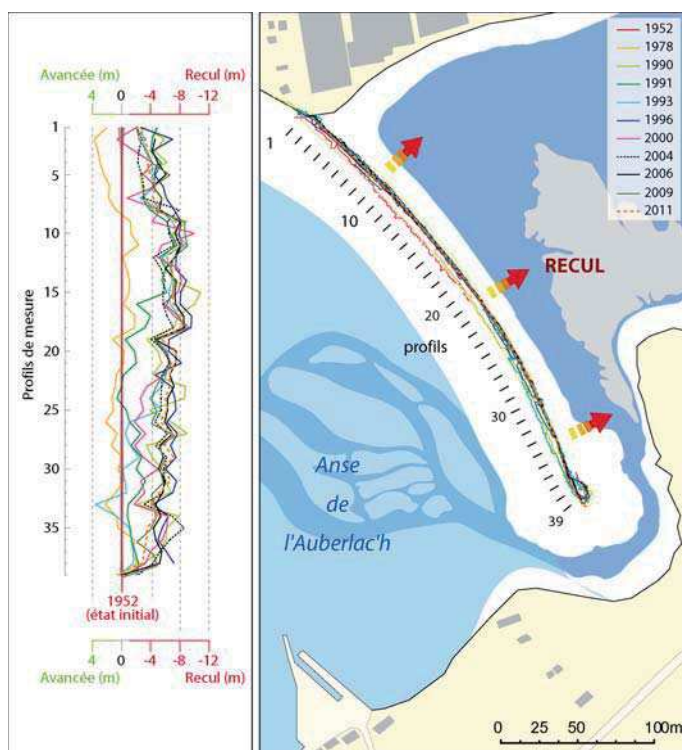 Avancée (m)
Recul (m)
4
0
-4
-8
-12
1
5
10
15
20
25
30
35
Profils de mesure
1952
(état initial)
4
0
-4
-8
-12
Avancée (m)
Recul (m)
1952
1978
1990
1991
1993
1996
2000
2004
2006
2009
2011
1
10
RECUL
20
profils
30
39
Anse
de
l'Auberlac'h
0 25 50 100m